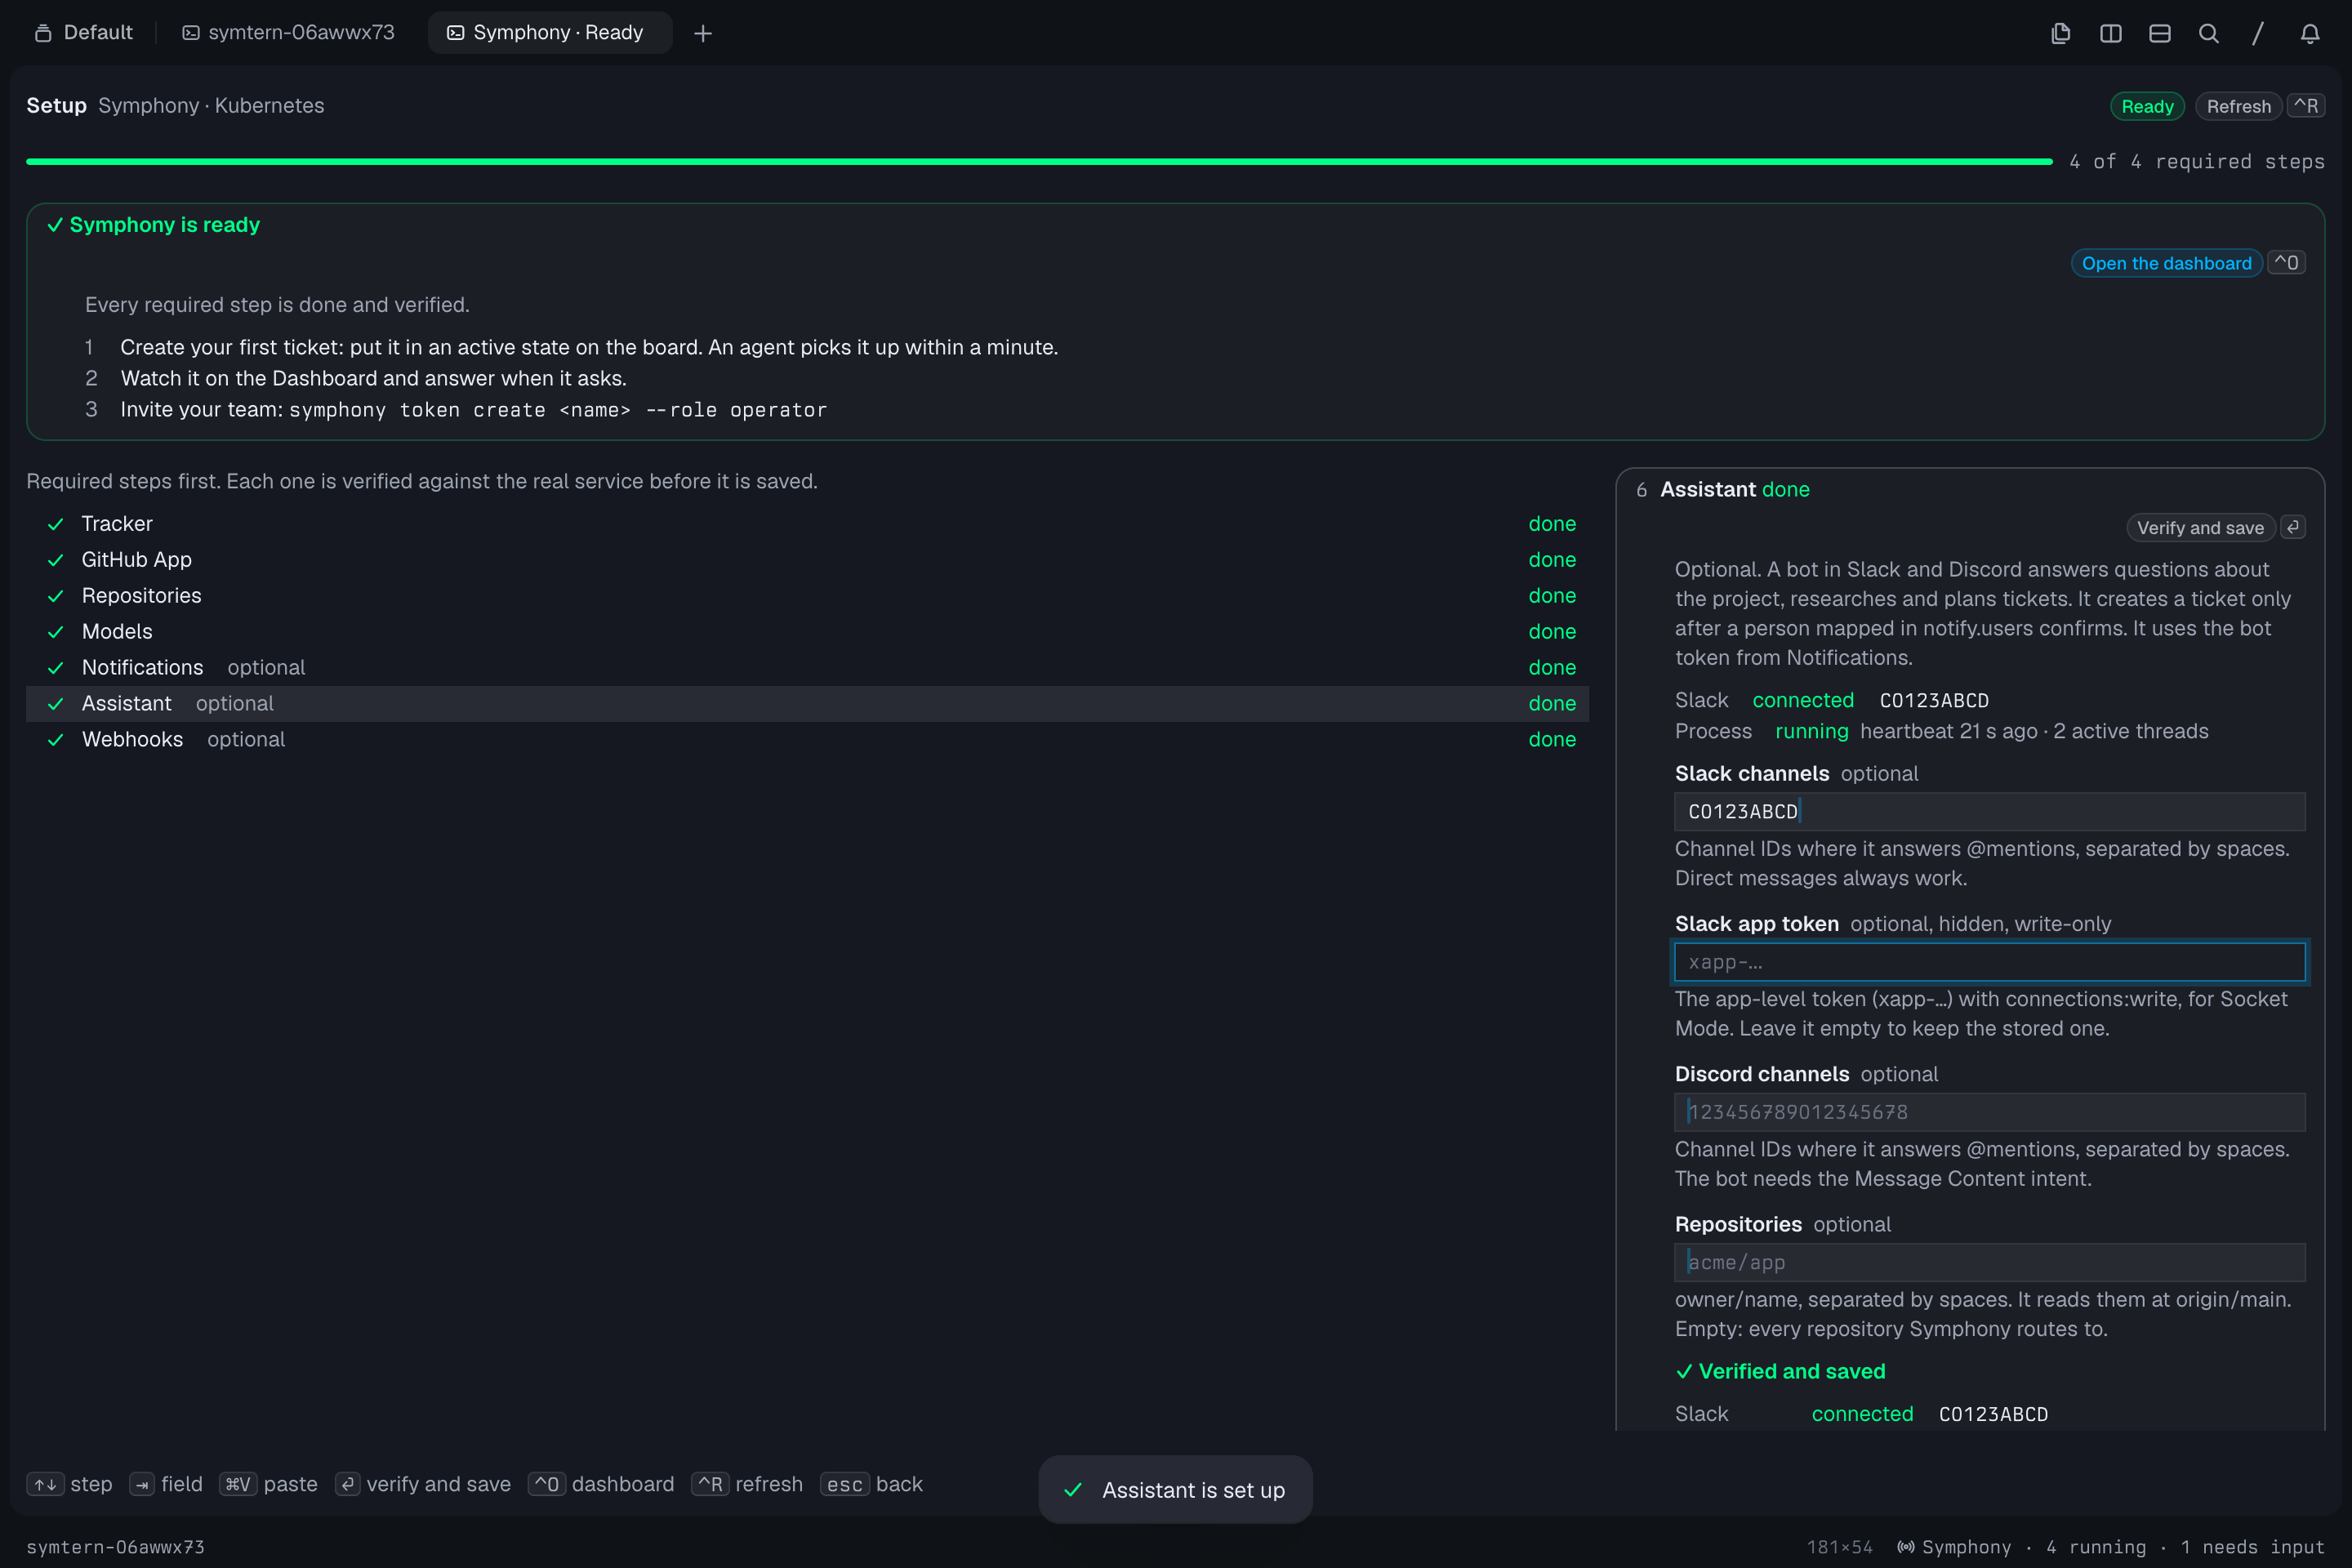 Default
symtern-06awwx73
Symphony · Ready
Setup Symphony · Kubernetes
Ready Refresh ^R
4 of 4 required steps
✓ Symphony is ready
Open the dashboard ^O
Every required step is done and verified.
1 Create your first ticket: put it in an active state on the board. An agent picks it up within a minute.
2 Watch it on the Dashboard and answer when it asks.
3 Invite your team: symphony token create <name> --role operator
Required steps first. Each one is verified against the real service before it is saved.
✓ Tracker done
✓ GitHub App done
✓ Repositories done
✓ Models done
✓ Notifications optional done
✓ Assistant optional done
✓ Webhooks optional done
6 Assistant done
Verify and save ↵
Optional. A bot in Slack and Discord answers questions about
the project, researches and plans tickets. It creates a ticket only
after a person mapped in notify.users confirms. It uses the bot
token from Notifications.
Slack connected C0123ABCD
Process running heartbeat 21 s ago · 2 active threads
Slack channels optional
C0123ABCD
Channel IDs where it answers @mentions, separated by spaces.
Direct messages always work.
Slack app token optional, hidden, write-only
xapp-…
The app-level token (xapp-…) with connections:write, for Socket
Mode. Leave it empty to keep the stored one.
Discord channels optional
123456789012345678
Channel IDs where it answers @mentions, separated by spaces.
The bot needs the Message Content intent.
Repositories optional
acme/app
owner/name, separated by spaces. It reads them at origin/main.
Empty: every repository Symphony routes to.
✓ Verified and saved
Slack connected C0123ABCD
↑↓ step ⇥ field ⌘V paste ↵ verify and save ^O dashboard ^R refresh esc back
✓ Assistant is set up
symtern-06awwx73
181×54 Symphony · 4 running · 1 needs input